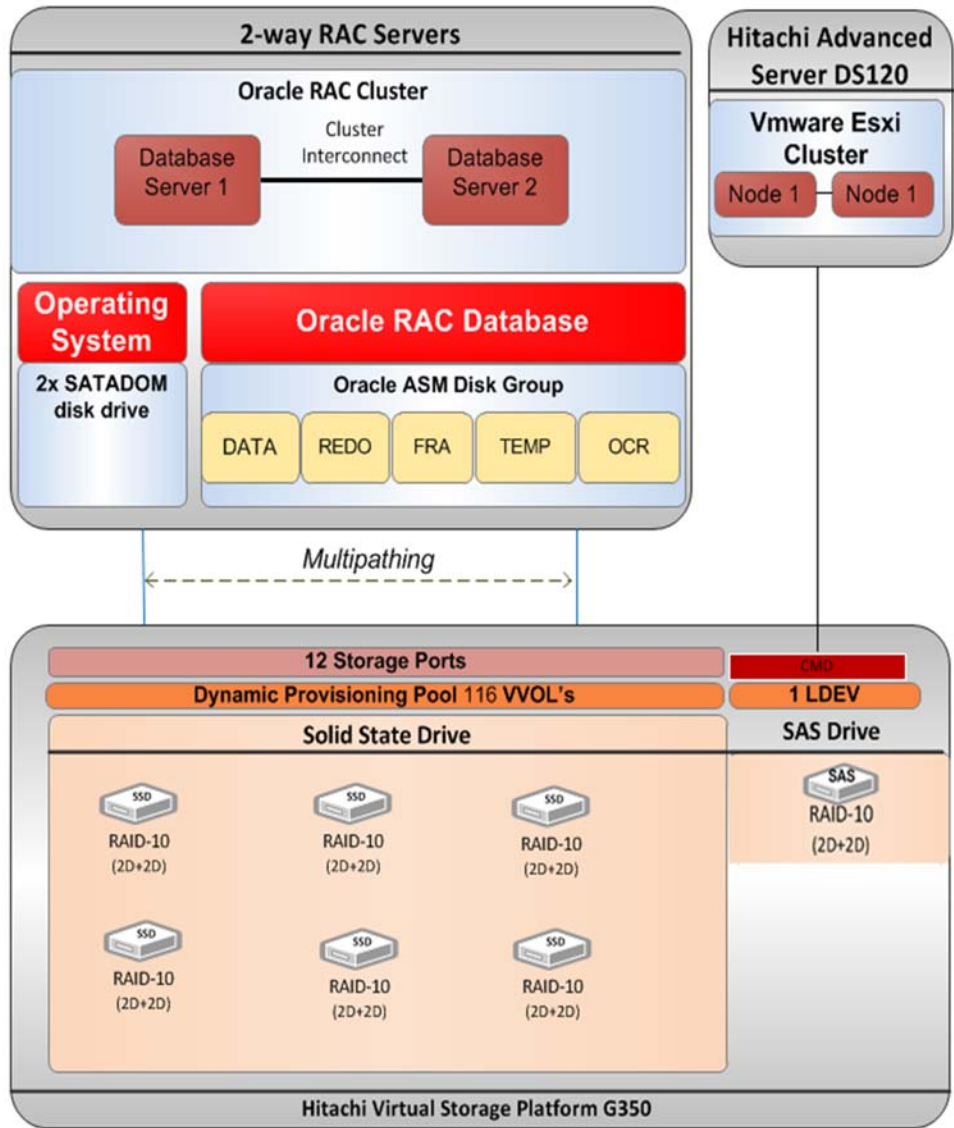 2-way RAC Servers
Oracle RAC Cluster
Cluster
Interconnect
Database
Server 1
Database
Server 2
Operating
System
Oracle RAC Database
2x SATADOM
disk drive
Oracle ASM Disk Group
DATA
REDO
FRA
TEMP
OCR
Hitachi Advanced
Server DS120
Vmware Esxi
Cluster
Node 1
Node 1
Multipathing
12 Storage Ports
CMD
Dynamic Provisioning Pool 116 VVOL's
1 LDEV
Solid State Drive
SAS Drive
SSD
RAID-10
(2D+2D)
SSD
RAID-10
(2D+2D)
SSD
RAID-10
(2D+2D)
SAS
RAID-10
(2D+2D)
SSD
RAID-10
(2D+2D)
SSD
RAID-10
(2D+2D)
SSD
RAID-10
(2D+2D)
Hitachi Virtual Storage Platform G350